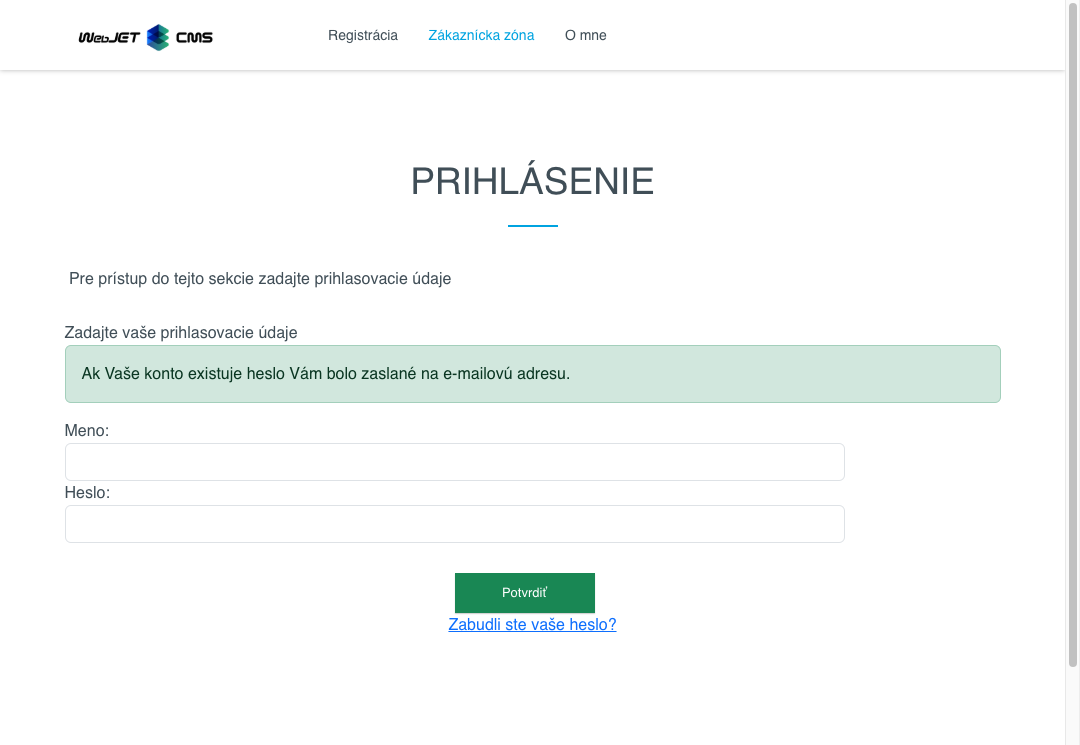 WebJET CMS
Registrácia Zákaznícka zóna O mne
PRIHLÁSENIE
Pre prístup do tejto sekcie zadajte prihlasovacie údaje
Zadajte vaše prihlasovacie údaje
Ak Vaše konto existuje heslo Vám bolo zaslané na e-mailovú adresu.
Meno:
Heslo:
Potvrdiť
Zabudli ste vaše heslo?